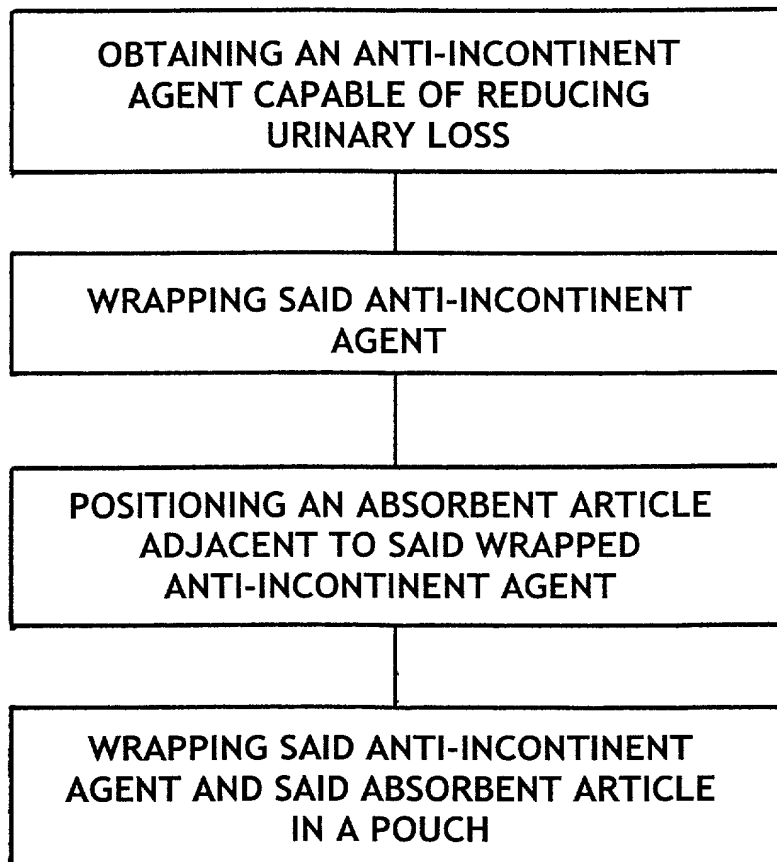 OBTAINING AN ANTI-INCONTINENT
AGENT CAPABLE OF REDUCING
URINARY LOSS
WRAPPING SAID ANTI-INCONTINENT
AGENT
POSITIONING AN ABSORBENT ARTICLE
ADJACENT TO SAID WRAPPED
ANTI-INCONTINENT AGENT
WRAPPING SAID ANTI-INCONTINENT
AGENT AND SAID ABSORBENT ARTICLE
IN A POUCH